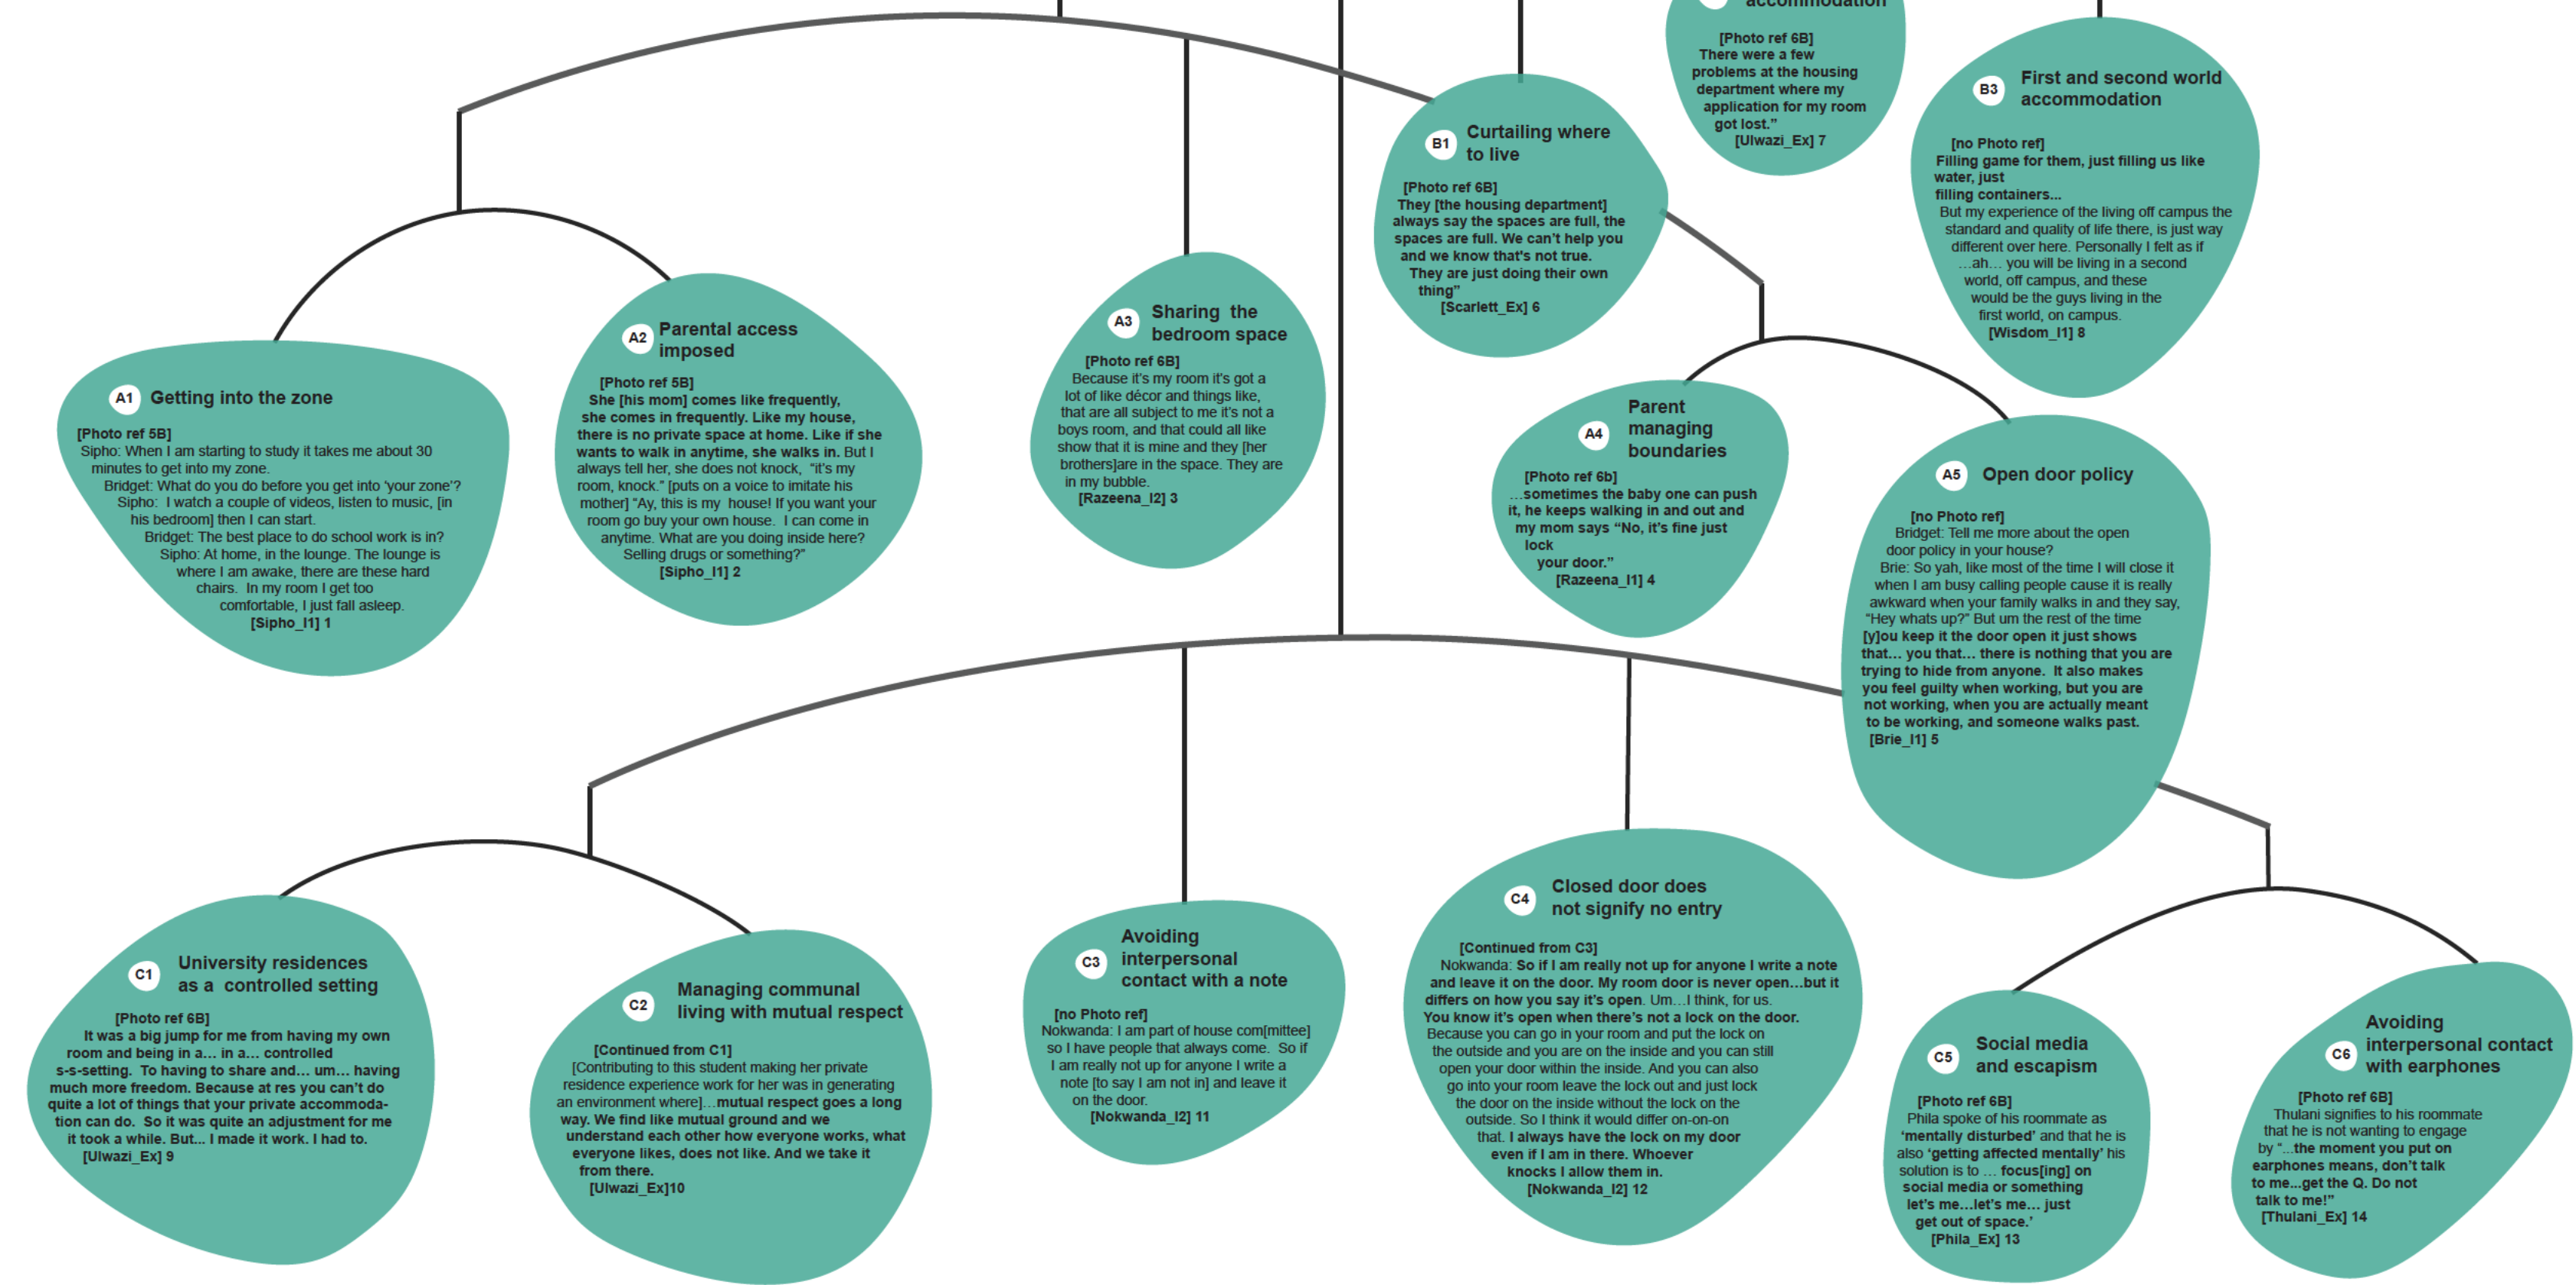 accommodation
[Photo ref 6B]
There were a few
problems at the housing
department where my
application for my room
got lost.”
[Ulwazi_Ex] 7
B3
First and second world
accommodation
[no Photo ref]
Filling game for them, just filling us like
water, just
filling containers...
But my experience of the living off campus the
standard and quality of life there, is just way
different over here. Personally I felt as if
…ah… you will be living in a second
world, off campus, and these
would be the guys living in the
first world, on campus.
[Wisdom_I1] 8
B1
Curtailing where
to live
[Photo ref 6B]
They [the housing department]
always say the spaces are full, the
spaces are full. We can’t help you
and we know that's not true.
They are just doing their own
thing”
[Scarlett_Ex] 6
A1
Getting into the zone
[Photo ref 5B]
Sipho: When I am starting to study it takes me about 30
minutes to get into my zone.
Bridget: What do you do before you get into ‘your zone’?
Sipho:  I watch a couple of videos, listen to music, [in
his bedroom] then I can start.
Bridget: The best place to do school work is in?
Sipho: At home, in the lounge. The lounge is
where I am awake, there are these hard
chairs.  In my room I get too
comfortable, I just fall asleep.
[Sipho_I1] 1
A2
Parental access
imposed
[Photo ref 5B]
She [his mom] comes like frequently,
she comes in frequently. Like my house,
there is no private space at home. Like if she
wants to walk in anytime, she walks in. But I
always tell her, she does not knock,  “it’s my
room, knock.” [puts on a voice to imitate his
mother] “Ay, this is my  house! If you want your
room go buy your own house.  I can come in
anytime. What are you doing inside here?
Selling drugs or something?”
[Sipho_I1] 2
A3
Sharing  the
bedroom space
[Photo ref 6B]
Because it’s my room it’s got a
lot of like décor and things like,
that are all subject to me it’s not a
boys room, and that could all like
show that it is mine and they [her
brothers]are in the space. They are
in my bubble.
[Razeena_I2] 3
A4
Parent
managing
boundaries
[Photo ref 6b]
…sometimes the baby one can push
it, he keeps walking in and out and
my mom says “No, it’s fine just
lock
your door.”
[Razeena_I1] 4
A5
Open door policy
[no Photo ref]
Bridget: Tell me more about the open
door policy in your house?
Brie: So yah, like most of the time I will close it
when I am busy calling people cause it is really
awkward when your family walks in and they say,
“Hey whats up?” But um the rest of the time
[y]ou keep it the door open it just shows
that… you that… there is nothing that you are
trying to hide from anyone.  It also makes
you feel guilty when working, but you are
not working, when you are actually meant
to be working, and someone walks past.
[Brie_I1] 5
C1
University residences
as a  controlled setting
[Photo ref 6B]
It was a big jump for me from having my own
room and being in a… in a… controlled
s-s-setting.  To having to share and… um… having
much more freedom. Because at res you can’t do
quite a lot of things that your private accommoda-
tion can do.  So it was quite an adjustment for me
it took a while. But... I made it work. I had to.
[Ulwazi_Ex] 9
C2
Managing communal
living with mutual respect
[Continued from C1]
[Contributing to this student making her private
residence experience work for her was in generating
an environment where]…mutual respect goes a long
way. We find like mutual ground and we
understand each other how everyone works, what
everyone likes, does not like. And we take it
from there.
[Ulwazi_Ex]10
C3
Avoiding
interpersonal
contact with a note
[no Photo ref]
Nokwanda: I am part of house com[mittee]
so I have people that always come.  So if
I am really not up for anyone I write a
note [to say I am not in] and leave it
on the door.
[Nokwanda_I2] 11
C4
Closed door does
not signify no entry
[Continued from C3]
Nokwanda: So if I am really not up for anyone I write a note
and leave it on the door. My room door is never open…but it
differs on how you say it’s open. Um…I think, for us.
You know it’s open when there’s not a lock on the door.
Because you can go in your room and put the lock on
the outside and you are on the inside and you can still
open your door within the inside. And you can also
go into your room leave the lock out and just lock
the door on the inside without the lock on the
outside. So I think it would differ on-on-on
that. I always have the lock on my door
even if I am in there. Whoever
knocks I allow them in.
[Nokwanda_I2] 12
C5
Social media
and escapism
[Photo ref 6B]
Phila spoke of his roommate as
‘mentally disturbed’ and that he is
also ‘getting affected mentally’ his
solution is to … focus[ing] on
social media or something
let’s me…let’s me… just
get out of space.’
[Phila_Ex] 13
C6
Avoiding
interpersonal contact
with earphones
[Photo ref 6B]
Thulani signifies to his roommate
that he is not wanting to engage
by “...the moment you put on
earphones means, don’t talk
to me...get the Q. Do not
talk to me!”
[Thulani_Ex] 14